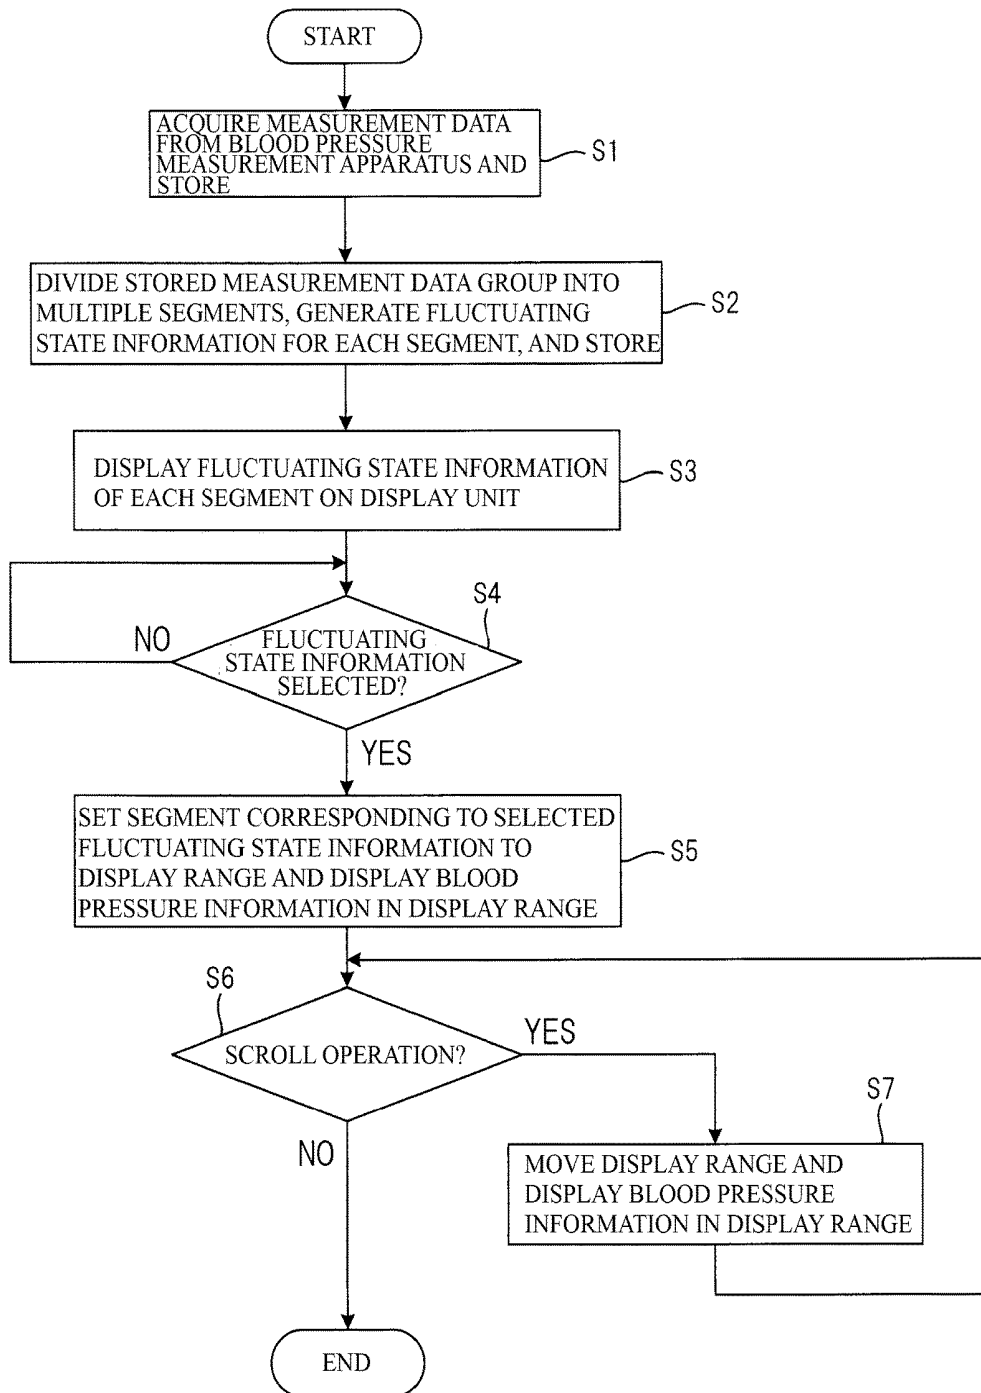 START
ACQUIRE MEASUREMENT DATA
FROM BLOOD PRESSURE
MEASUREMENT APPARATUS AND
STORE
S1
DIVIDE STORED MEASUREMENT DATA GROUP INTO
MULTIPLE SEGMENTS, GENERATE FLUCTUATING
STATE INFORMATION FOR EACH SEGMENT, AND STORE
S2
DISPLAY FLUCTUATING STATE INFORMATION
OF EACH SEGMENT ON DISPLAY UNIT
S3
S4
FLUCTUATING
STATE INFORMATION
SELECTED?
NO
YES
SET SEGMENT CORRESPONDING TO SELECTED
FLUCTUATING STATE INFORMATION TO
DISPLAY RANGE AND DISPLAY BLOOD
PRESSURE INFORMATION IN DISPLAY RANGE
S5
S6
SCROLL OPERATION?
YES
NO
S7
MOVE DISPLAY RANGE AND
DISPLAY BLOOD PRESSURE
INFORMATION IN DISPLAY RANGE
END